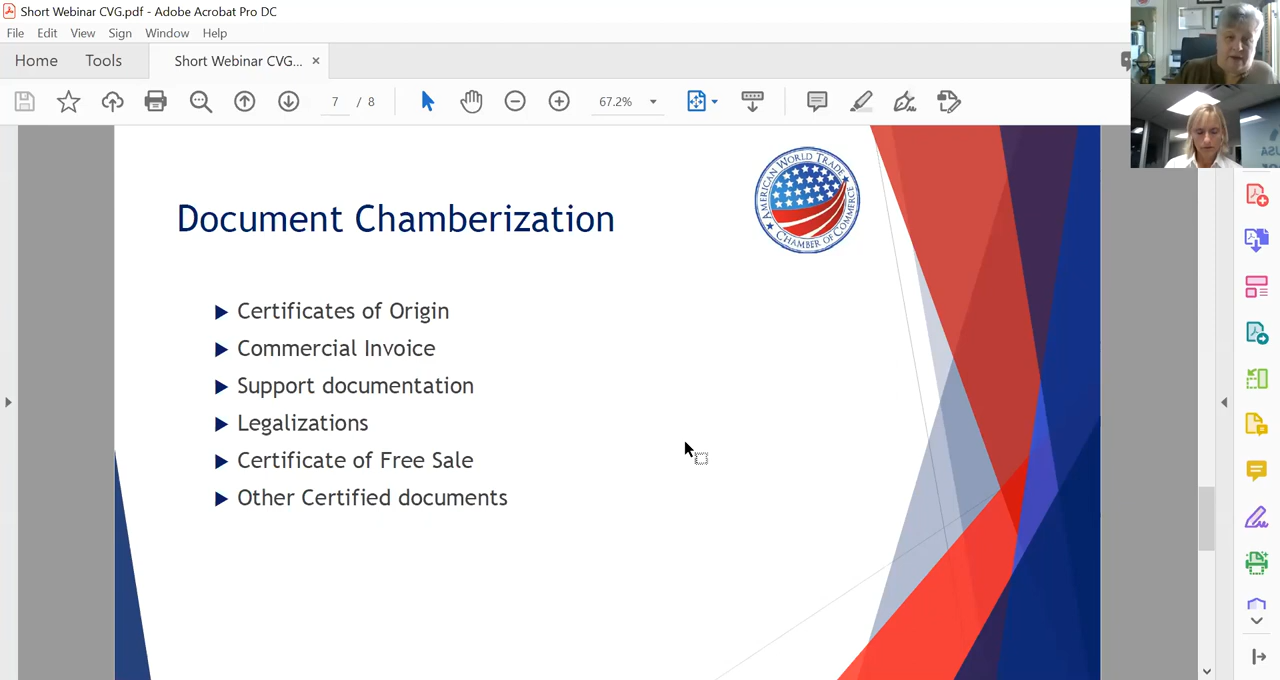 Short Webinar CVG.pdf - Adobe Acrobat Pro DC
File Edit View Sign Window Help
Home Tools Short Webinar CVG... ×
7 / 8 67.2%
AMERICAN WORLD TRADE
CHAMBER OF COMMERCE
Document Chamberization
Certificates of Origin
Commercial Invoice
Support documentation
Legalizations
Certificate of Free Sale
Other Certified documents